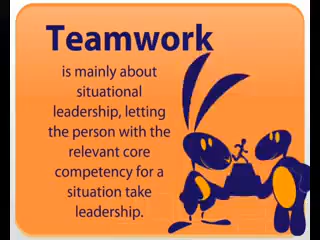 Teamwork
is mainly about
situational
leadership, letting
the person with the
relevant core
competency for a
situation take
leadership.